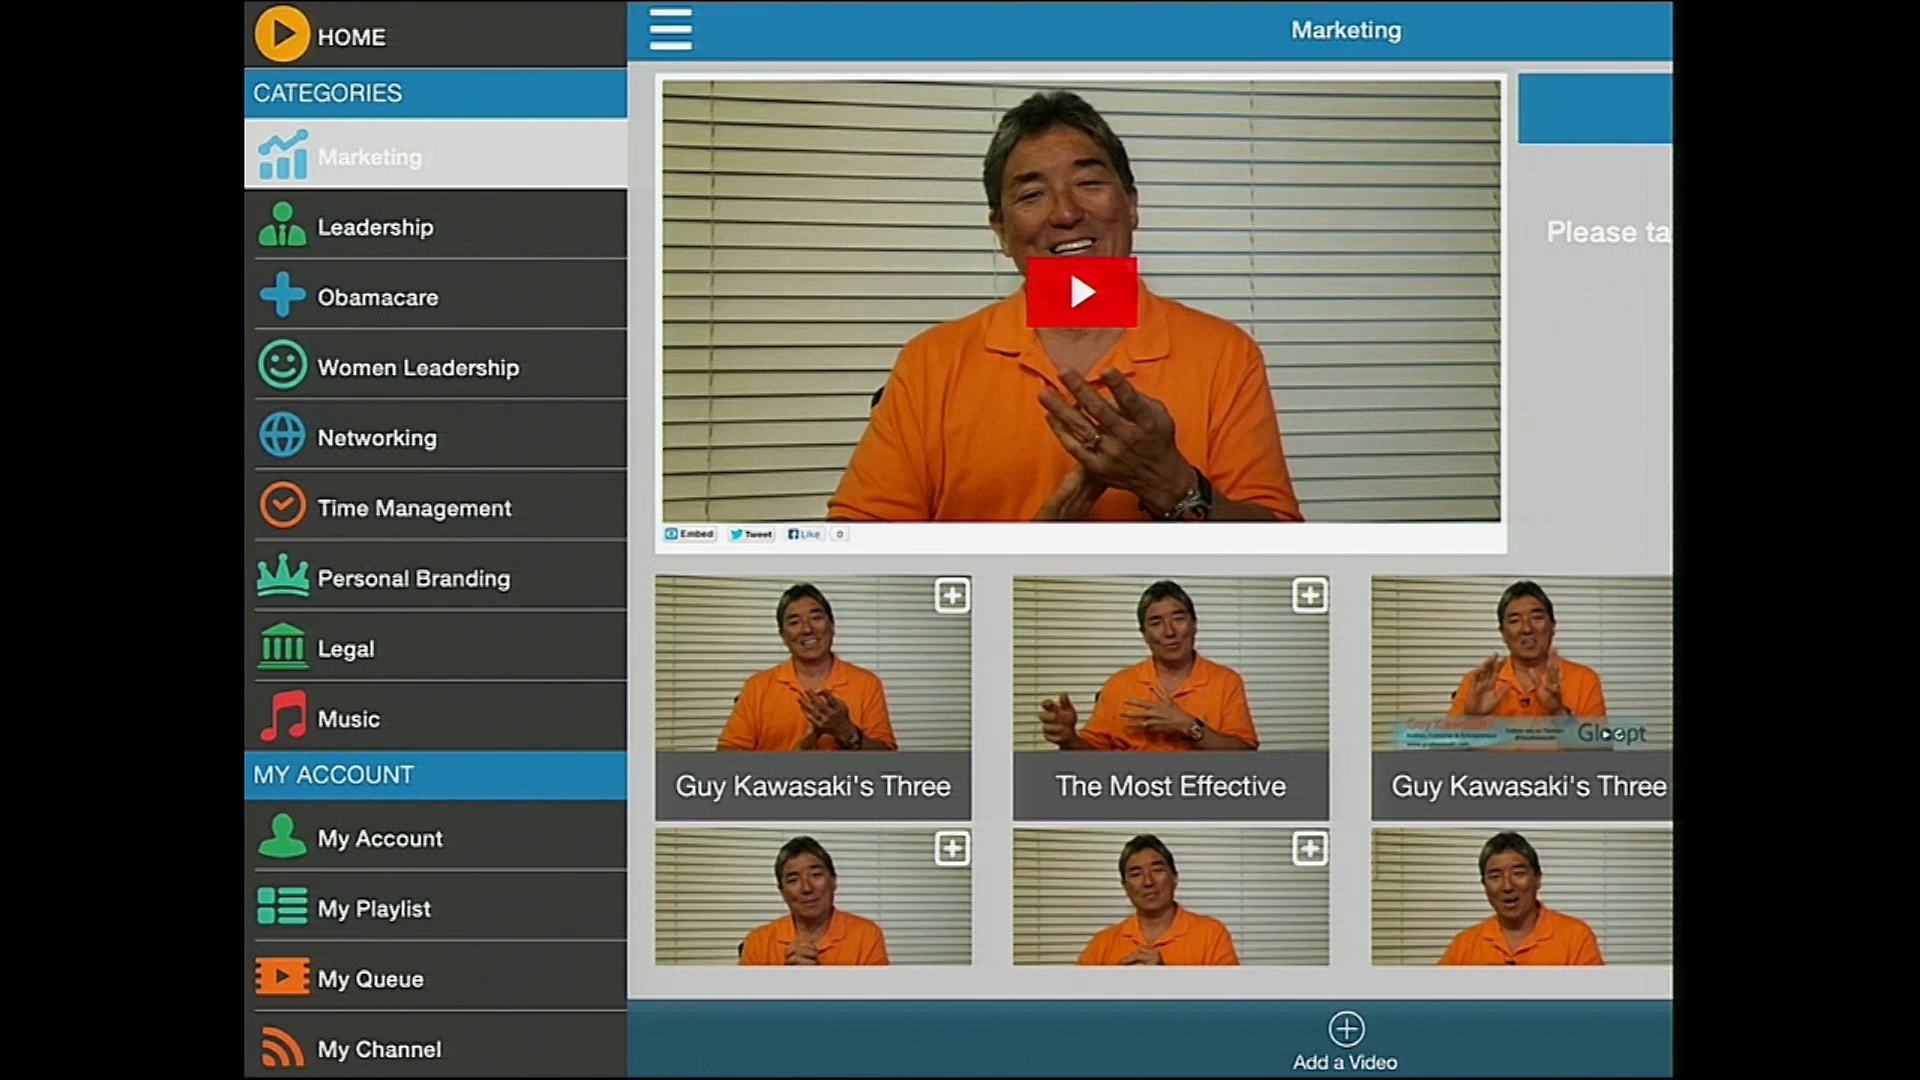 HOME
CATEGORIES
Marketing
Leadership
Obamacare
Women Leadership
Networking
Time Management
Personal Branding
Legal
Music
MY ACCOUNT
My Account
My Playlist
My Queue
My Channel
Marketing
Please ta
Embed
Tweet
Like
0
Guy Kawasaki's Three
The Most Effective
Guy Kawasaki
Guy Kawasaki's Three
Add a Video